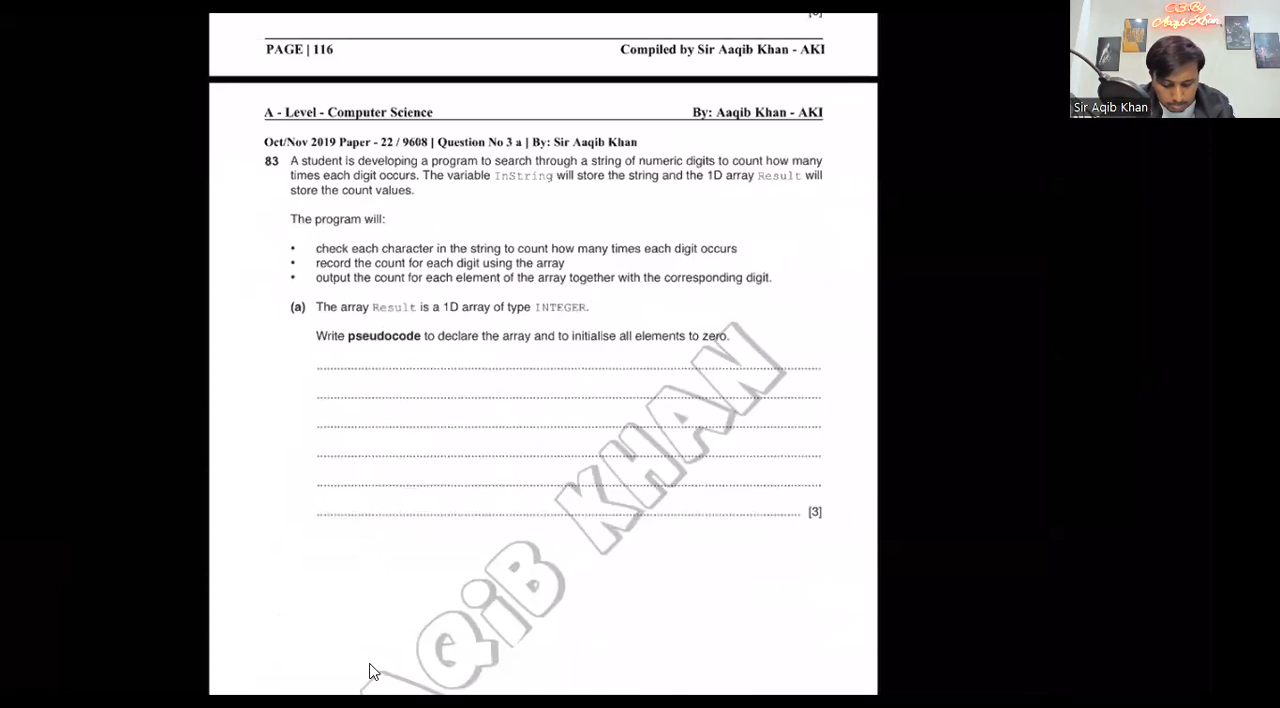 PAGE | 116
Compiled by Sir Aaqib Khan - AKI
A - Level - Computer Science
By: Aaqib Khan - AKI
Oct/Nov 2019 Paper - 22 / 9608 | Question No 3 a | By: Sir Aaqib Khan
83 A student is developing a program to search through a string of numeric digits to count how many
times each digit occurs. The variable InString will store the string and the 1D array Result will
store the count values.
The program will:
• check each character in the string to count how many times each digit occurs
• record the count for each digit using the array
• output the count for each element of the array together with the corresponding digit.
(a) The array Result is a 1D array of type INTEGER.
Write pseudocode to declare the array and to initialise all elements to zero.
[3]
AQiB KHAN
Aaqib Khan
Sir Aqib Khan